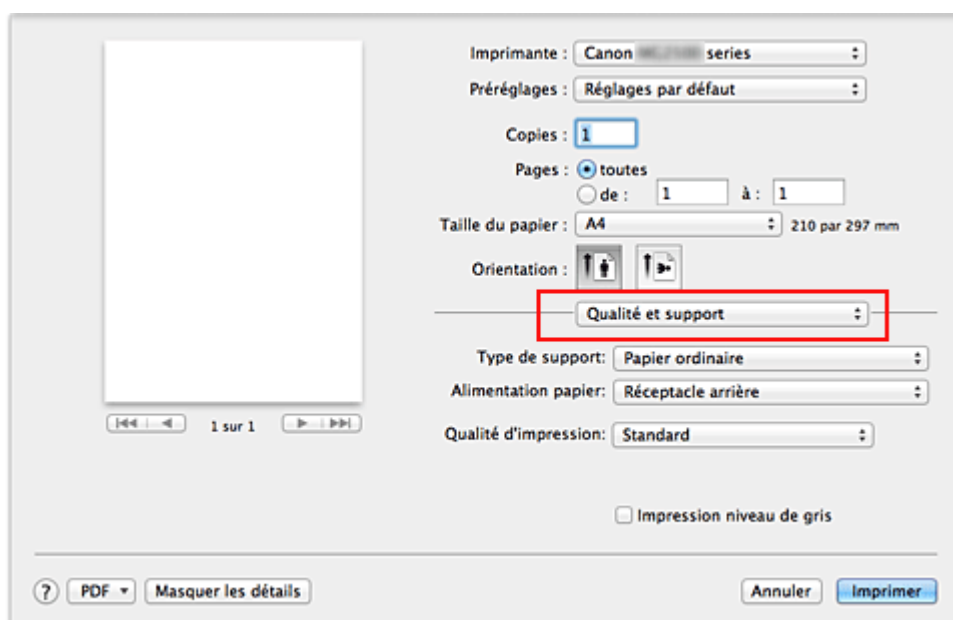 Imprimante : Canon series
Préréglages : Réglages par défaut
Copies : 1
Pages : toutes
de : 1 à : 1
Taille du papier : A4 210 par 297 mm
Orientation :
Qualité et support
Type de support: Papier ordinaire
Alimentation papier: Réceptacle arrière
1 sur 1
Qualité d'impression: Standard
Impression niveau de gris
? PDF Masquer les détails Annuler Imprimer